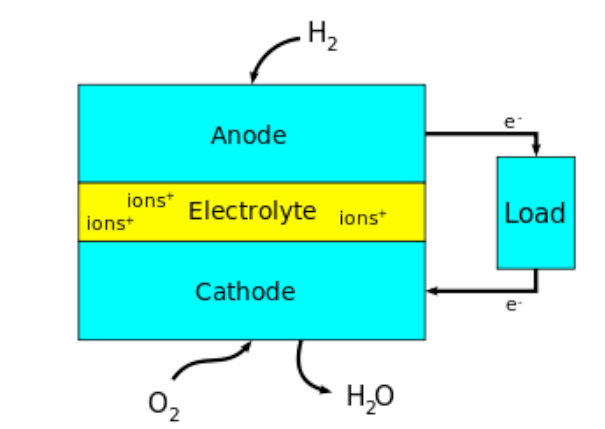 H₂
Anode
e⁻
ions⁺
ions⁺
Electrolyte
ions⁺
Load
Cathode
e⁻
O₂
H₂O